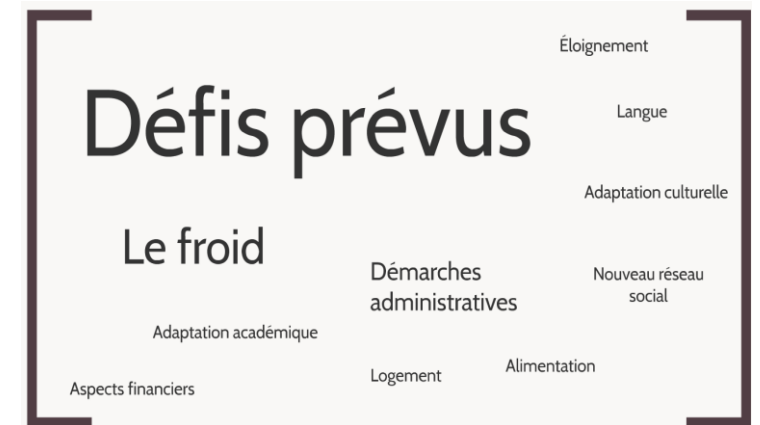 Éloignement
Défis prévus
Langue
Adaptation culturelle
Le froid
Démarches
administratives
Nouveau réseau
social
Adaptation académique
Alimentation
Logement
Aspects financiers